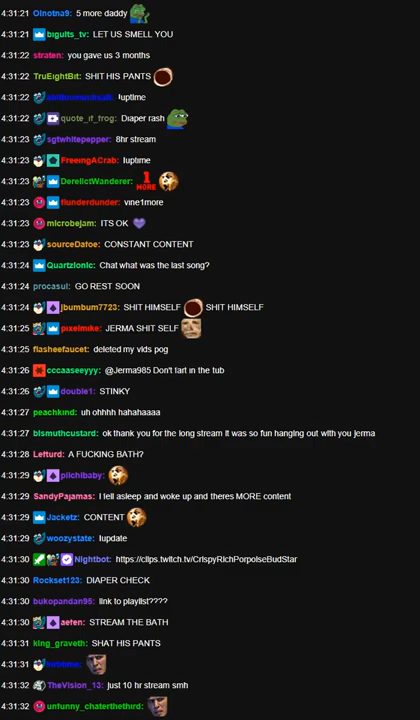 4:31:21 Olnotna9: 5 more daddy
4:31:21 bigults_tv: LET US SMELL YOU
4:31:22 straten: you gave us 3 months
4:31:22 TruEightBit: SHIT HIS PANTS
4:31:22 !uptime
4:31:22 quote_if_frog: Diaper rash
4:31:22 sgtwhitepepper: 8hr stream
4:31:23 FreeingACrab: !uptime
4:31:23 DerelictWanderer: 1 MORE
4:31:23 flunderdunder: vine1more
4:31:23 microbejam: ITS OK
4:31:23 sourceDafoe: CONSTANT CONTENT
4:31:24 Quartzionic: Chat what was the last song?
4:31:24 procasul: GO REST SOON
4:31:24 jbumbum7723: SHIT HIMSELF SHIT HIMSELF
4:31:25 pixelmike: JERMA SHIT SELF
4:31:25 flasheefaucet: deleted my vids pog
4:31:26 cccaaseeyyy: @Jerma985 Don't fart in the tub
4:31:26 double1: STINKY
4:31:27 peachkind: uh ohhhh hahahaaaa
4:31:27 bismuthcustard: ok thank you for the long stream it was so fun hanging out with you jerma
4:31:28 Lefturd: A FUCKING BATH?
4:31:29 plichibaby:
4:31:29 SandyPajamas: I fell asleep and woke up and theres MORE content
4:31:29 Jacketz: CONTENT
4:31:29 woozystate: !update
4:31:30 Nightbot: https://clips.twitch.tv/CrispyRichPorpoiseBudStar
4:31:30 Rockset123: DIAPER CHECK
4:31:30 bukopandan95: link to playlist????
4:31:30 aefen: STREAM THE BATH
4:31:31 king_graveth: SHAT HIS PANTS
4:31:31
4:31:32 TheVision_13: just 10 hr stream smh
4:31:32 unfunny_chaterthethird: